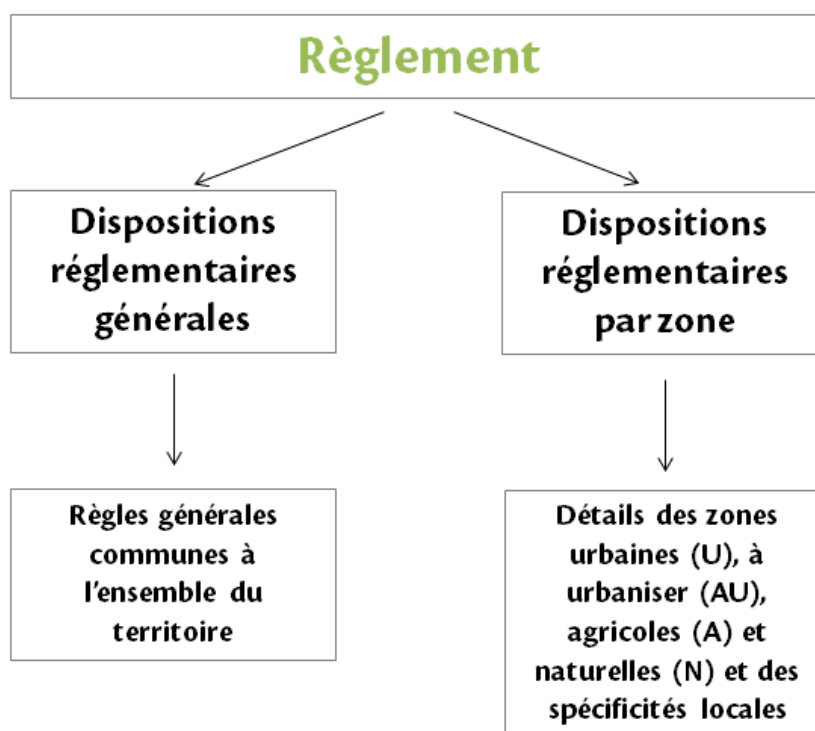 Règlement
Dispositions
réglementaires
générales
Dispositions
réglementaires
par zone
Règles générales
communes à
l'ensemble du
territoire
Détails des zones
urbaines (U), à
urbaniser (AU),
agricoles (A) et
naturelles (N) et des
spécificités locales